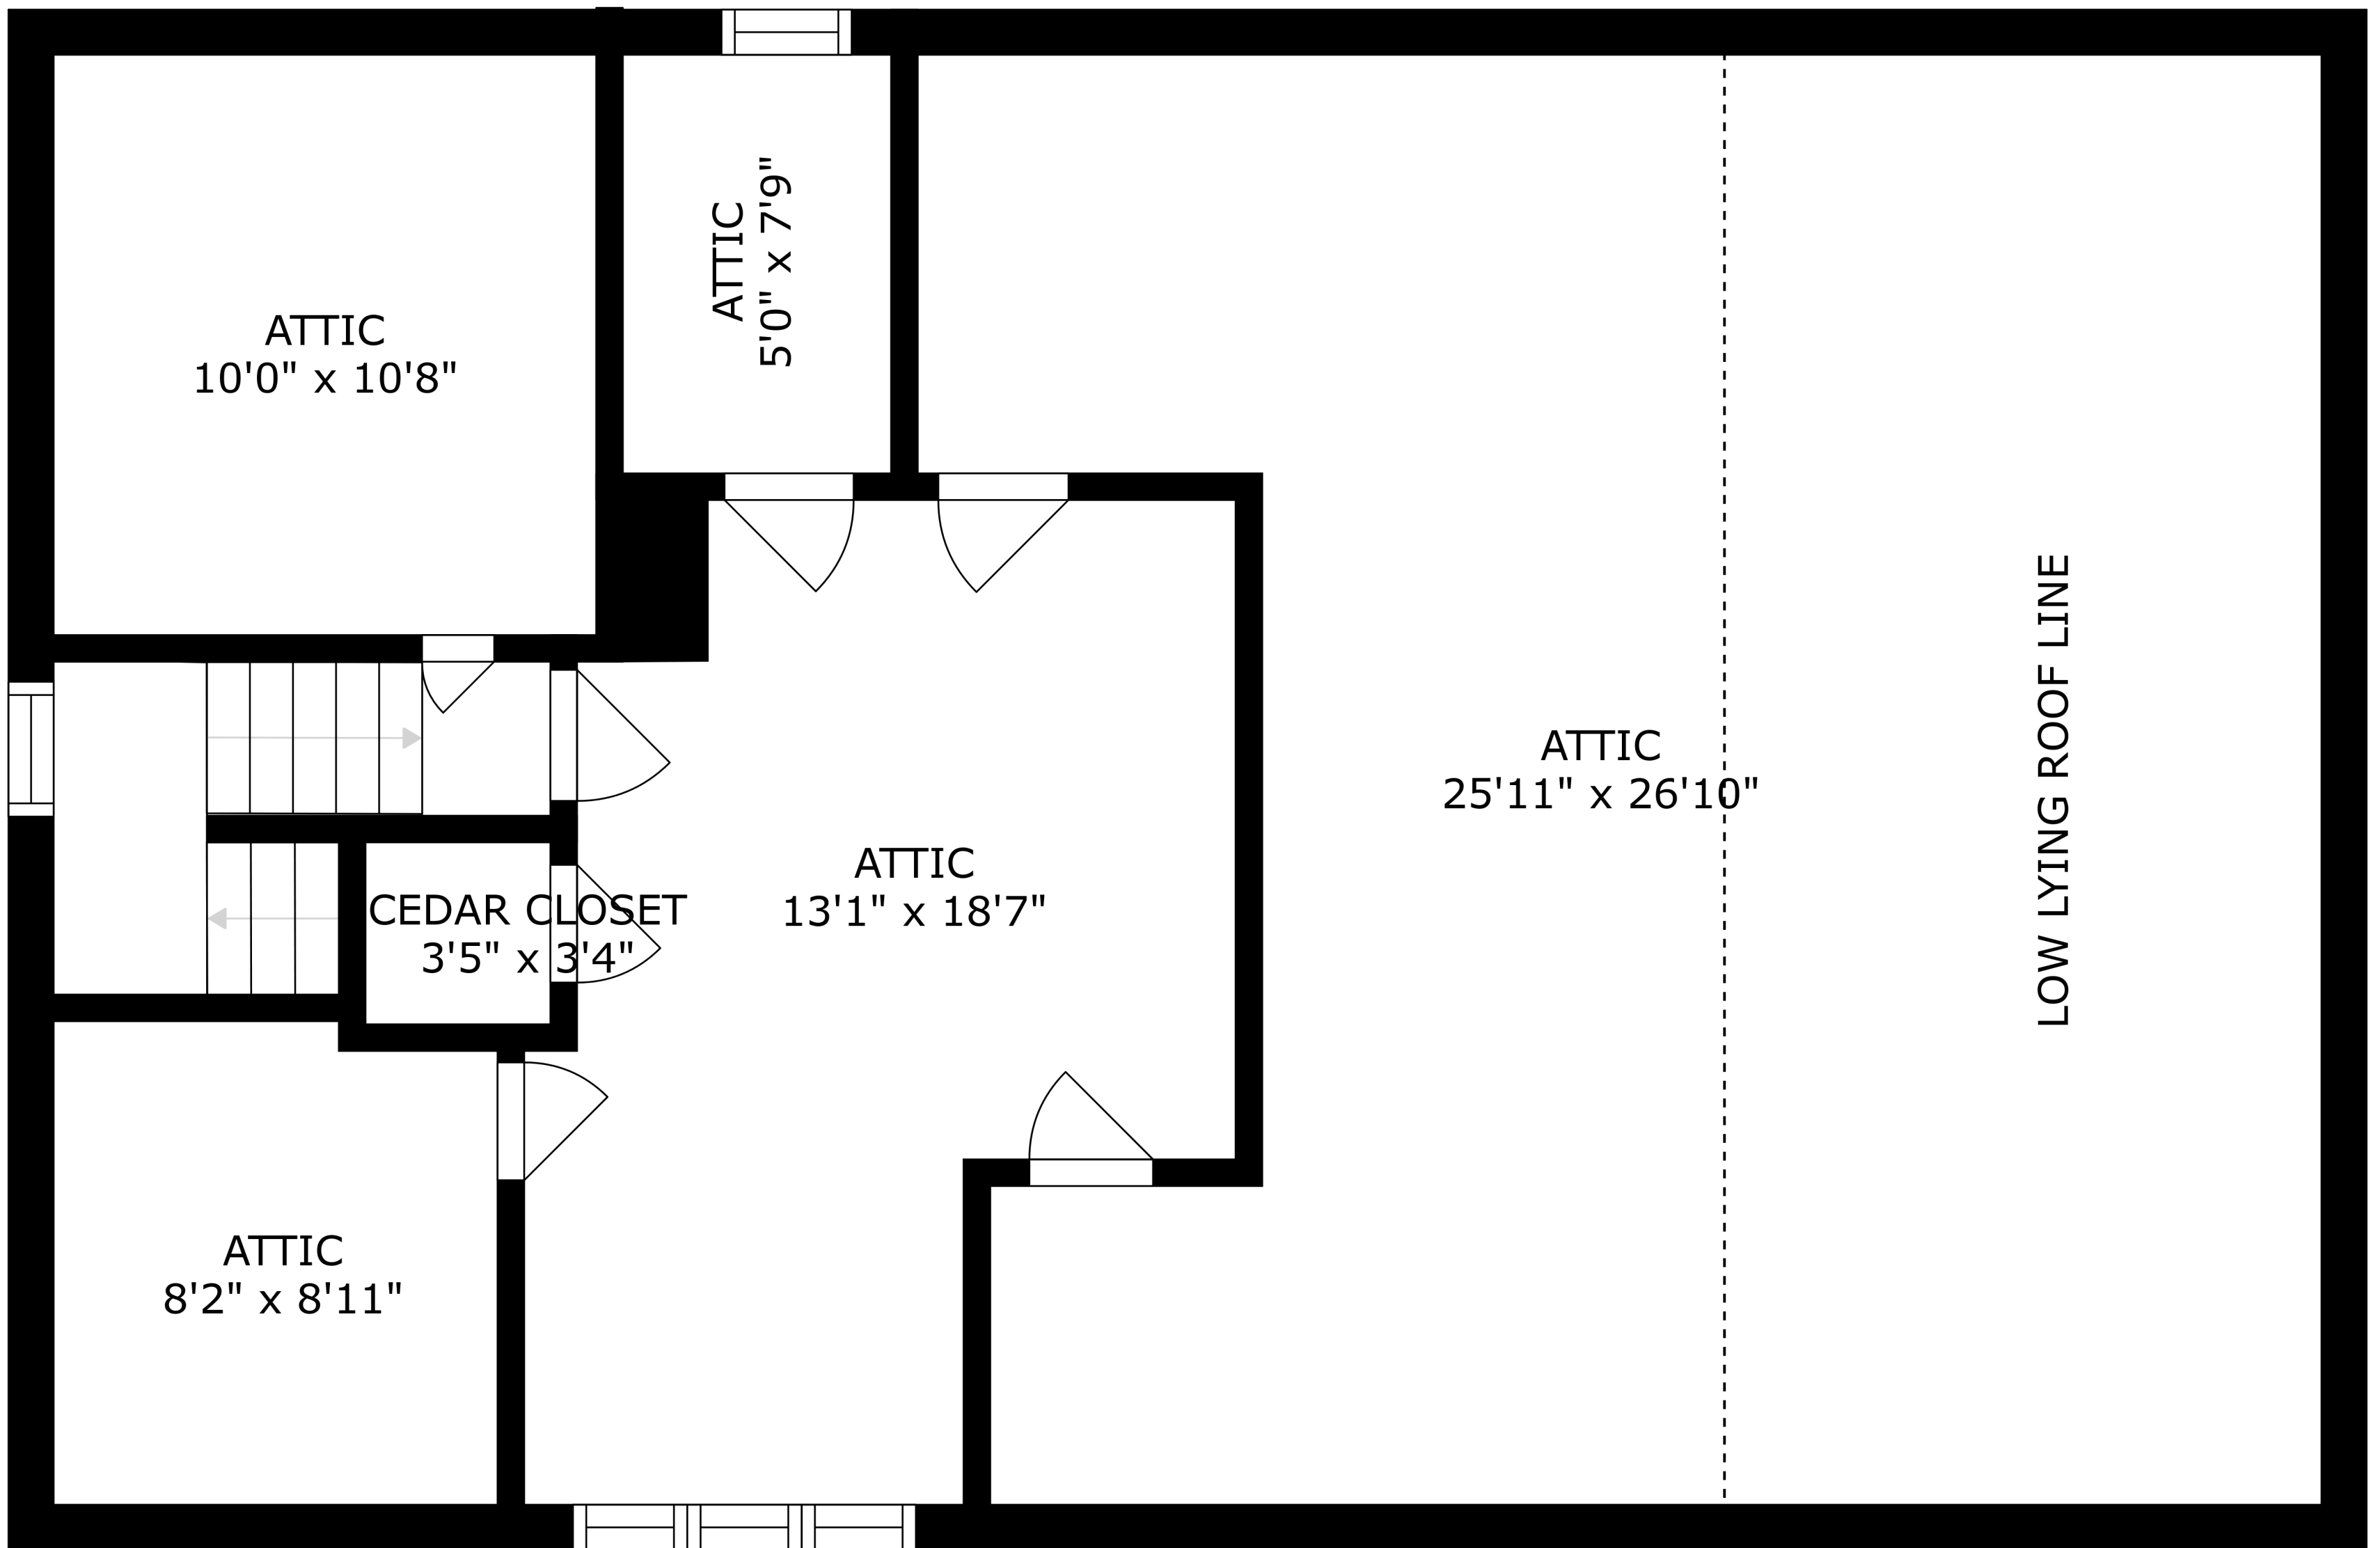 ATTIC
10'0" x 10'8"
ATTIC
5'0" x 7'9"
ATTIC
25'11" x 26'10"
LOW LYING ROOF LINE
ATTIC
13'1" x 18'7"
CEDAR CLOSET
3'5" x 3'4"
ATTIC
8'2" x 8'11"